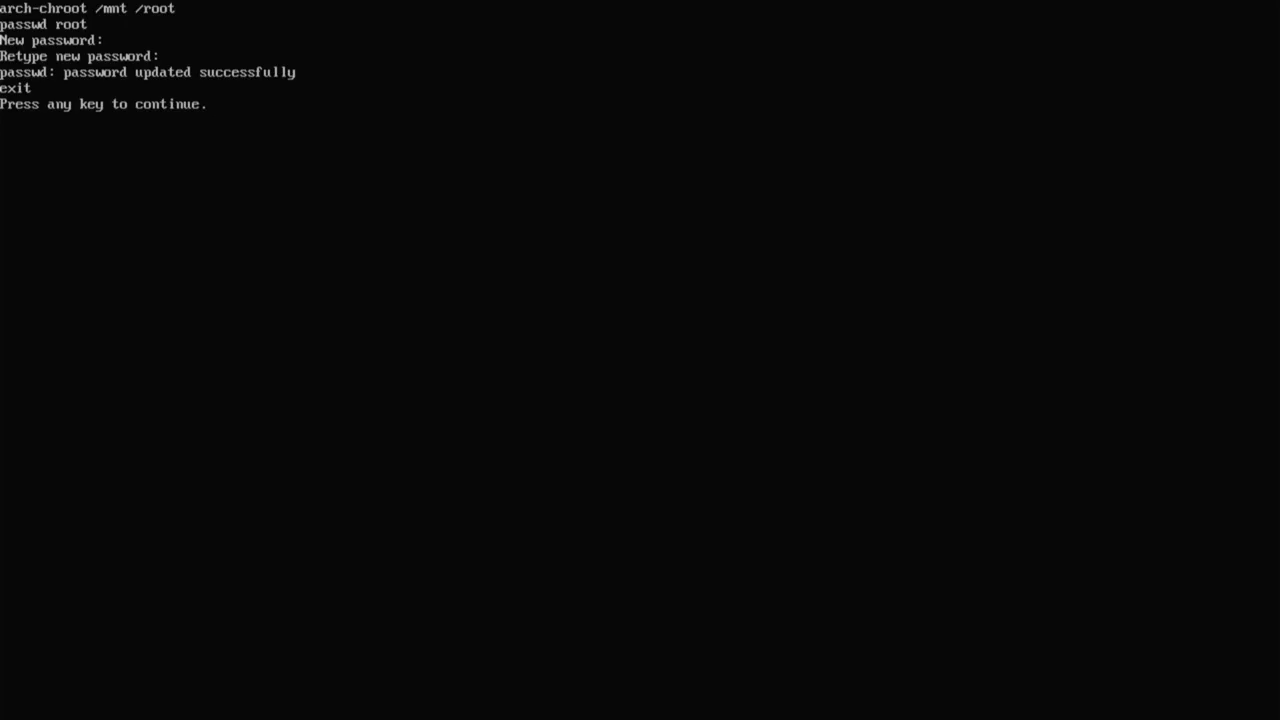 arch-chroot /mnt /root
passwd root
New password:
Retype new password:
passwd: password updated successfully
exit
Press any key to continue.